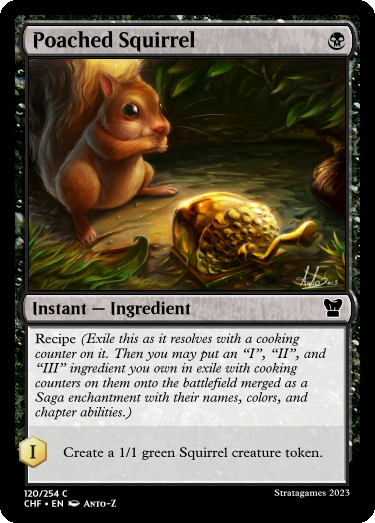 Poached Squirrel
Instant — Ingredient
Recipe (Exile this as it resolves with a cooking
counter on it. Then you may put an “I”, “II”, and
“III” ingredient you own in exile with cooking
counters on them onto the battlefield merged as a
Saga enchantment with their names, colors, and
chapter abilities.)
I Create a 1/1 green Squirrel creature token.
120/254 C Stratagames 2023
CHF • EN Anto-Z